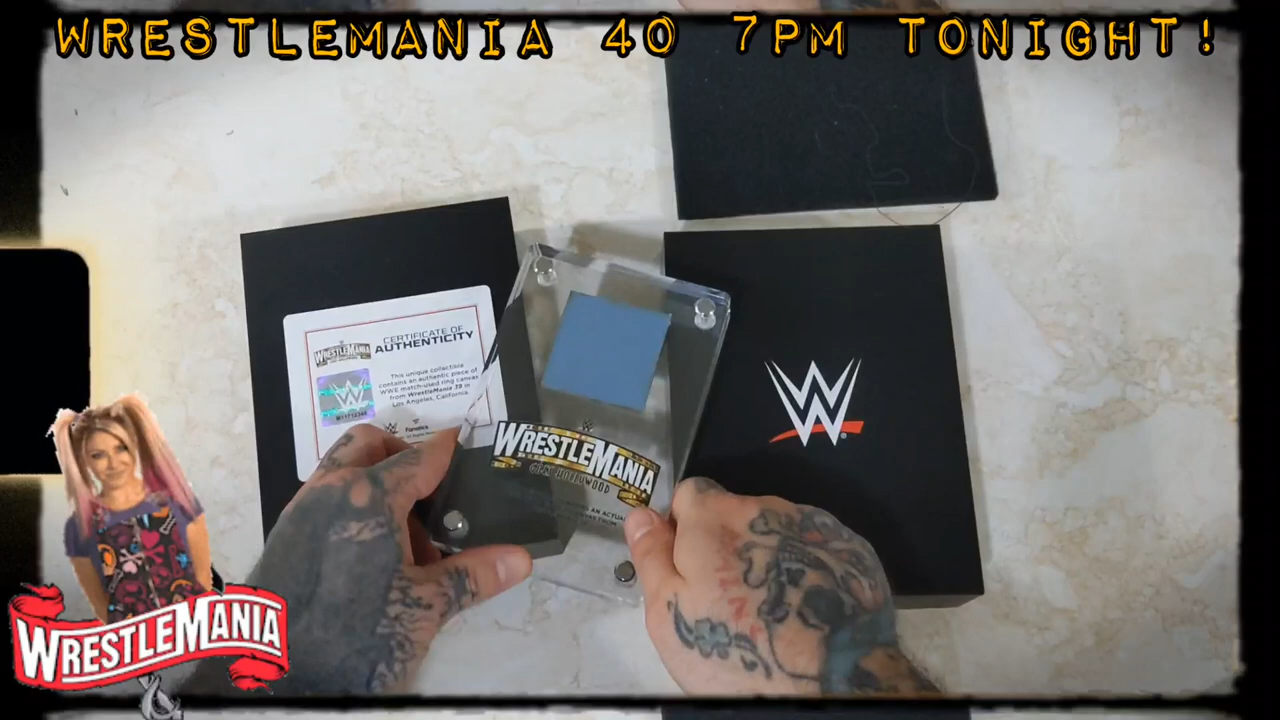 WRESTLEMANIA 40 7PM TONIGHT!
WRESTLEMANIA
CERTIFICATE OF
AUTHENTICITY
This unique collectible
contains an authentic piece of
WWE match-used ring canvas
from WrestleMania 39 in
Los Angeles, California.
Fanatics
W
WRESTLEMANIA
GOES HOLLYWOOD
AN ACTUAL
FROM
WRESTLEMANIA